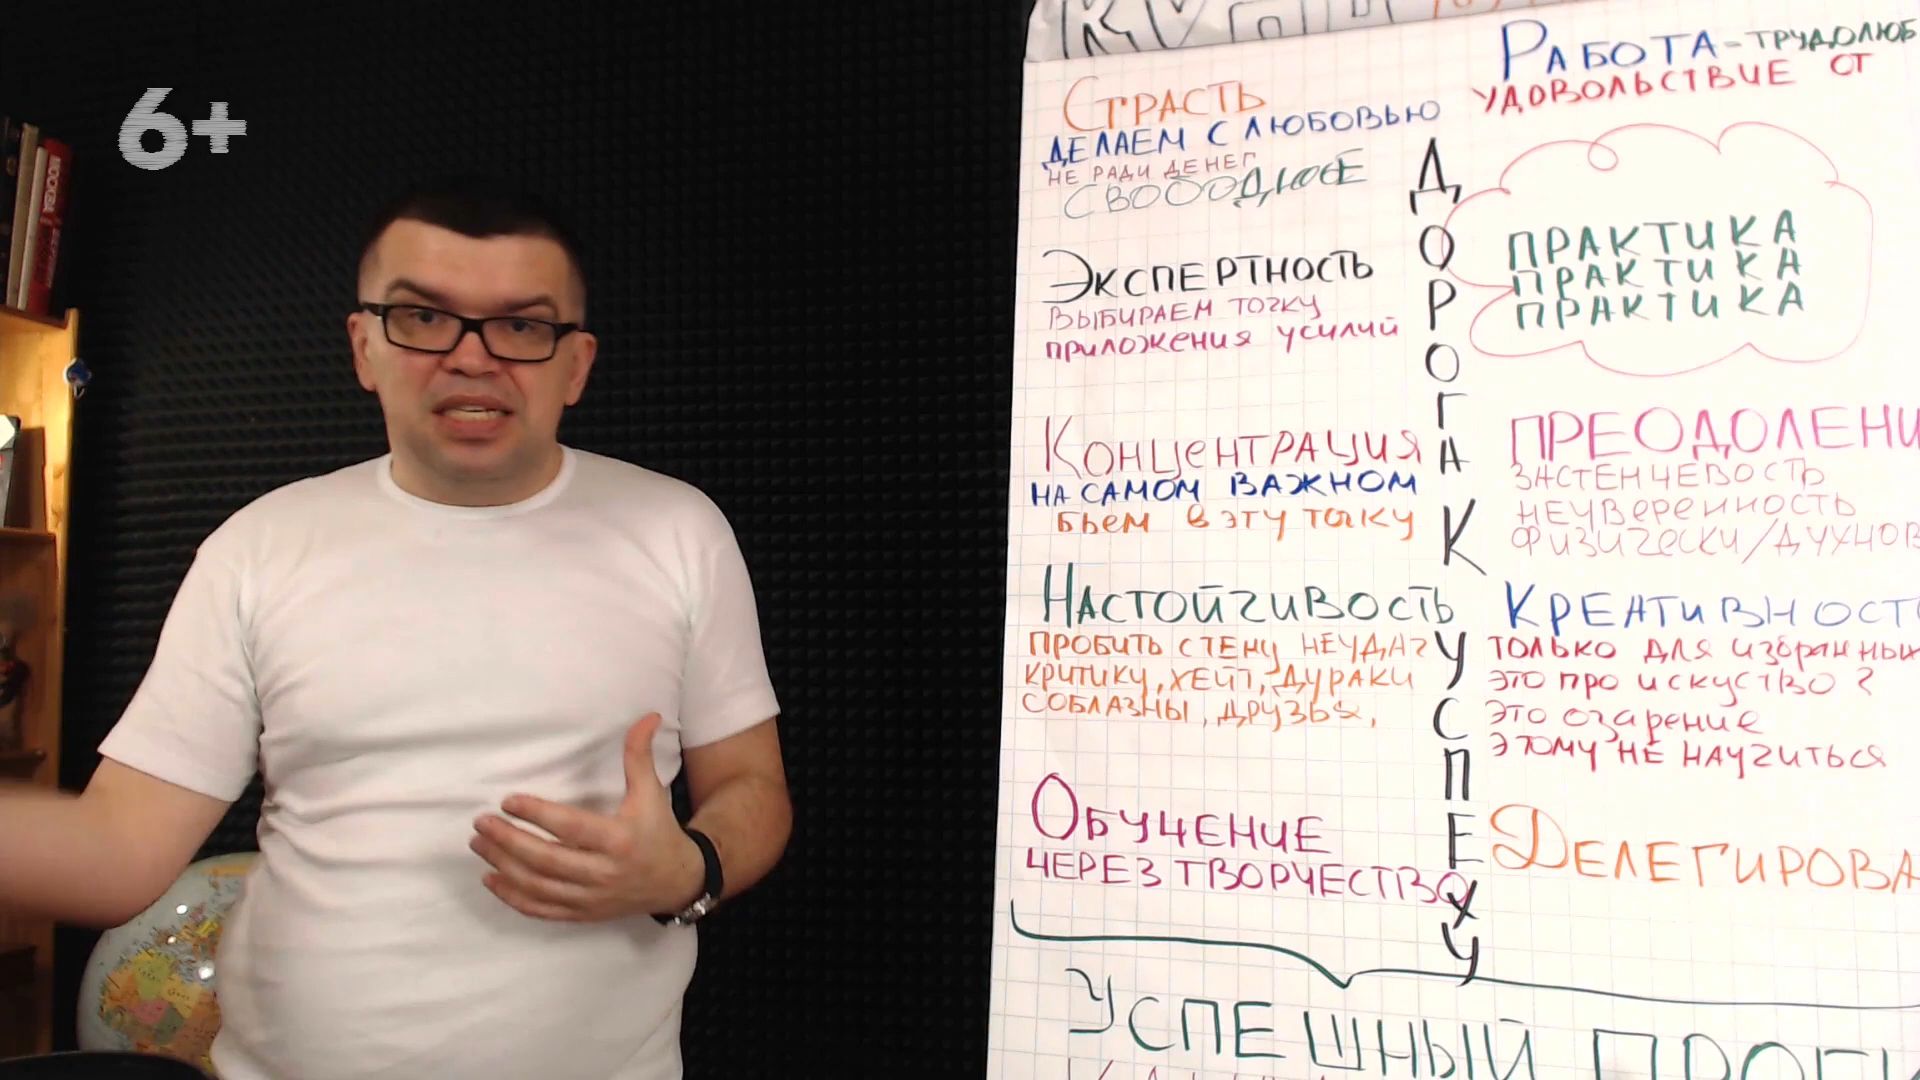 6+
МОСКВА
СТРАСТЬ
ДЕЛАЕМ С ЛЮБОВЬЮ
НЕ РАДИ ДЕНЕГ
ЭКСПЕРТНОСТЬ
ВЫБИРАЕМ ТОЧКУ
ПРИЛОЖЕНИЯ УСИЛИЙ
КОНЦЕНТРАЦИЯ
НА САМОМ ВАЖНОМ
БЬЕМ В ЭТУ ТОЧКУ
НАСТОЙЧИВОСТЬ
ПРОБИТЬ СТЕНУ НЕУДАЧ
КРИТИКУ, ХЕЙТ, ДУРАКИ
СОБЛАЗНЫ, ДРУЗЬЯ,
ОБУЧЕНИЕ
ЧЕРЕЗ ТВОРЧЕСТВО
ДОРОГА К УСПЕХУ
РАБОТА - ТРУДОЛЮБ
УДОВОЛЬСТВИЕ ОТ
ПРАКТИКА
ПРАКТИКА
ПРАКТИКА
ПРЕОДОЛЕНИ
ЗАСТЕНЧЕВОСТЬ
НЕУВЕРЕННОСТЬ
ФИЗИЧЕСКИ/ДУХНОВ
КРЕАТИВНОСТ
ТОЛЬКО ДЛЯ ИЗБРАННЫХ
ЭТО ПРО ИСКУСТВО?
ЭТО ОЗАРЕНИЕ
ЭТОМУ НЕ НАУЧИТЬСЯ
ДЕЛЕГИРОВА
УСПЕШНЫЙ